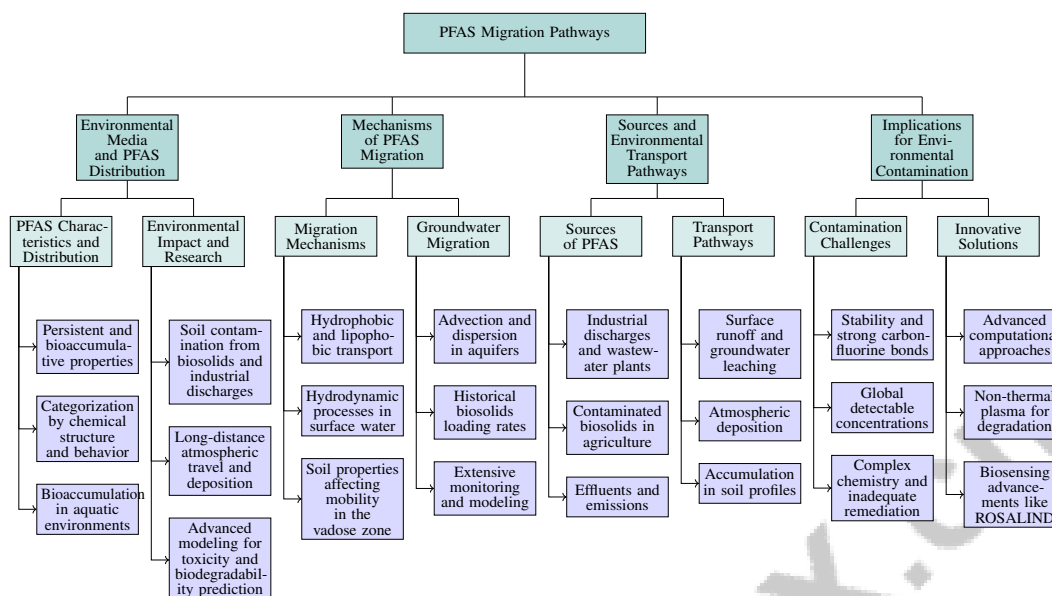 PFAS Migration Pathways
Environmental
Media
and PFAS
Distribution
Mechanisms
of PFAS
Migration
Sources and
Environmental
Transport
Pathways
Implications
for Envi-
ronmental
Contamination
PFAS Charac-
teristics and
Distribution
Environmental
Impact and
Research
Migration
Mechanisms
Groundwater
Migration
Sources
of PFAS
Transport
Pathways
Contamination
Challenges
Innovative
Solutions
Persistent and
bioaccumula-
tive properties
Categorization
by chemical
structure
and behavior
Bioaccumulation
in aquatic
environments
Soil contam-
ination from
biosolids and
industrial
discharges
Long-distance
atmospheric
travel and
deposition
Advanced
modeling for
toxicity and
biodegradabil-
ity prediction
Hydrophobic
and lipopho-
bic transport
Hydrodynamic
processes in
surface water
Soil properties
affecting
mobility
in the
vadose zone
Advection and
dispersion
in aquifers
Historical
biosolids
loading rates
Extensive
monitoring
and modeling
Industrial
discharges
and wastew-
ater plants
Contaminated
biosolids in
agriculture
Effluents and
emissions
Surface
runoff and
groundwater
leaching
Atmospheric
deposition
Accumulation
in soil profiles
Stability and
strong carbon-
fluorine bonds
Global
detectable
concentrations
Complex
chemistry and
inadequate
remediation
Advanced
computational
approaches
Non-thermal
plasma for
degradation
Biosensing
advance-
ments like
ROSALIND